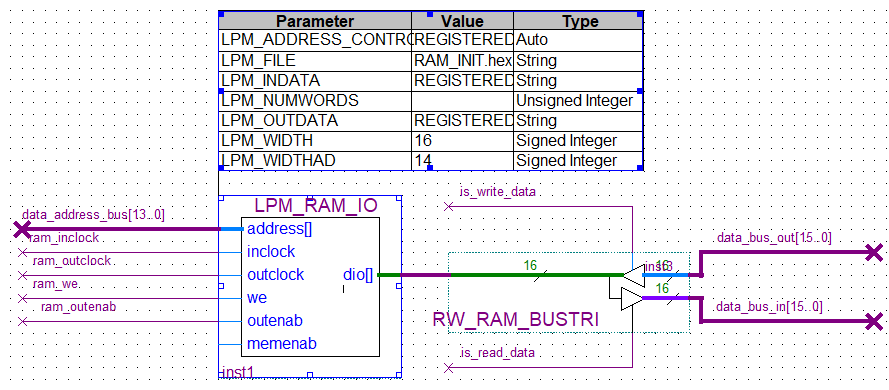 Parameter Value Type
LPM_ADDRESS_CONTRO REGISTERED Auto
LPM_FILE RAM_INIT.hex String
LPM_INDATA REGISTERED String
LPM_NUMWORDS Unsigned Integer
LPM_OUTDATA REGISTERED String
LPM_WIDTH 16 Signed Integer
LPM_WIDTHAD 14 Signed Integer
is_write_data
LPM_RAM_IO
data_address_bus[13..0]
address[]
ram_inclock
inclock
data_bus_out[15..0]
ram_outclock
outclock
dio[]
16
inst3
16
ram_we
we
16
data_bus_in[15..0]
ram_outenab
outenab
RW_RAM_BUSTRI
memenab
is_read_data
inst1